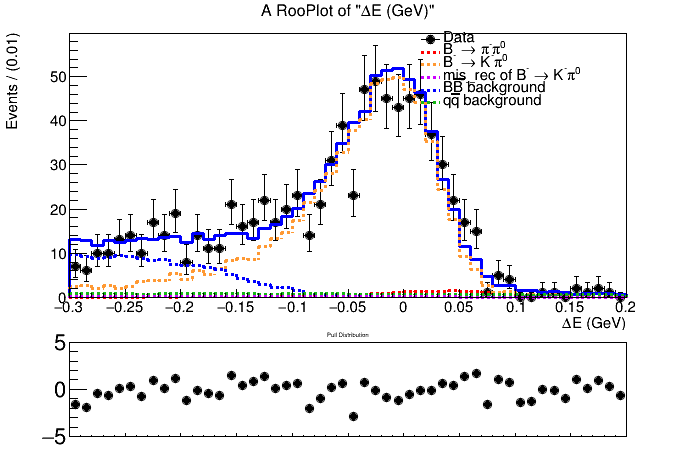 A RooPlot of "ΔE (GeV)"
Events / (0.01)
Data
B⁻ → π⁻π⁰
B⁻ → K⁻π⁰
mis_rec of B⁻ → K⁻π⁰
BB̅ background
qq̅ background
50
40
30
20
10
0
−0.3 −0.25 −0.2 −0.15 −0.1 −0.05 0 0.05 0.1 0.15 0.2
ΔE (GeV)
Pull Distribution
5
0
−5